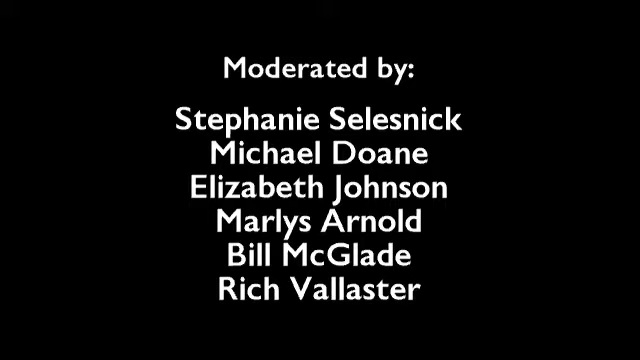 Moderated by:
Stephanie Selesnick
Michael Doane
Elizabeth Johnson
Marlys Arnold
Bill McGlade
Rich Vallaster